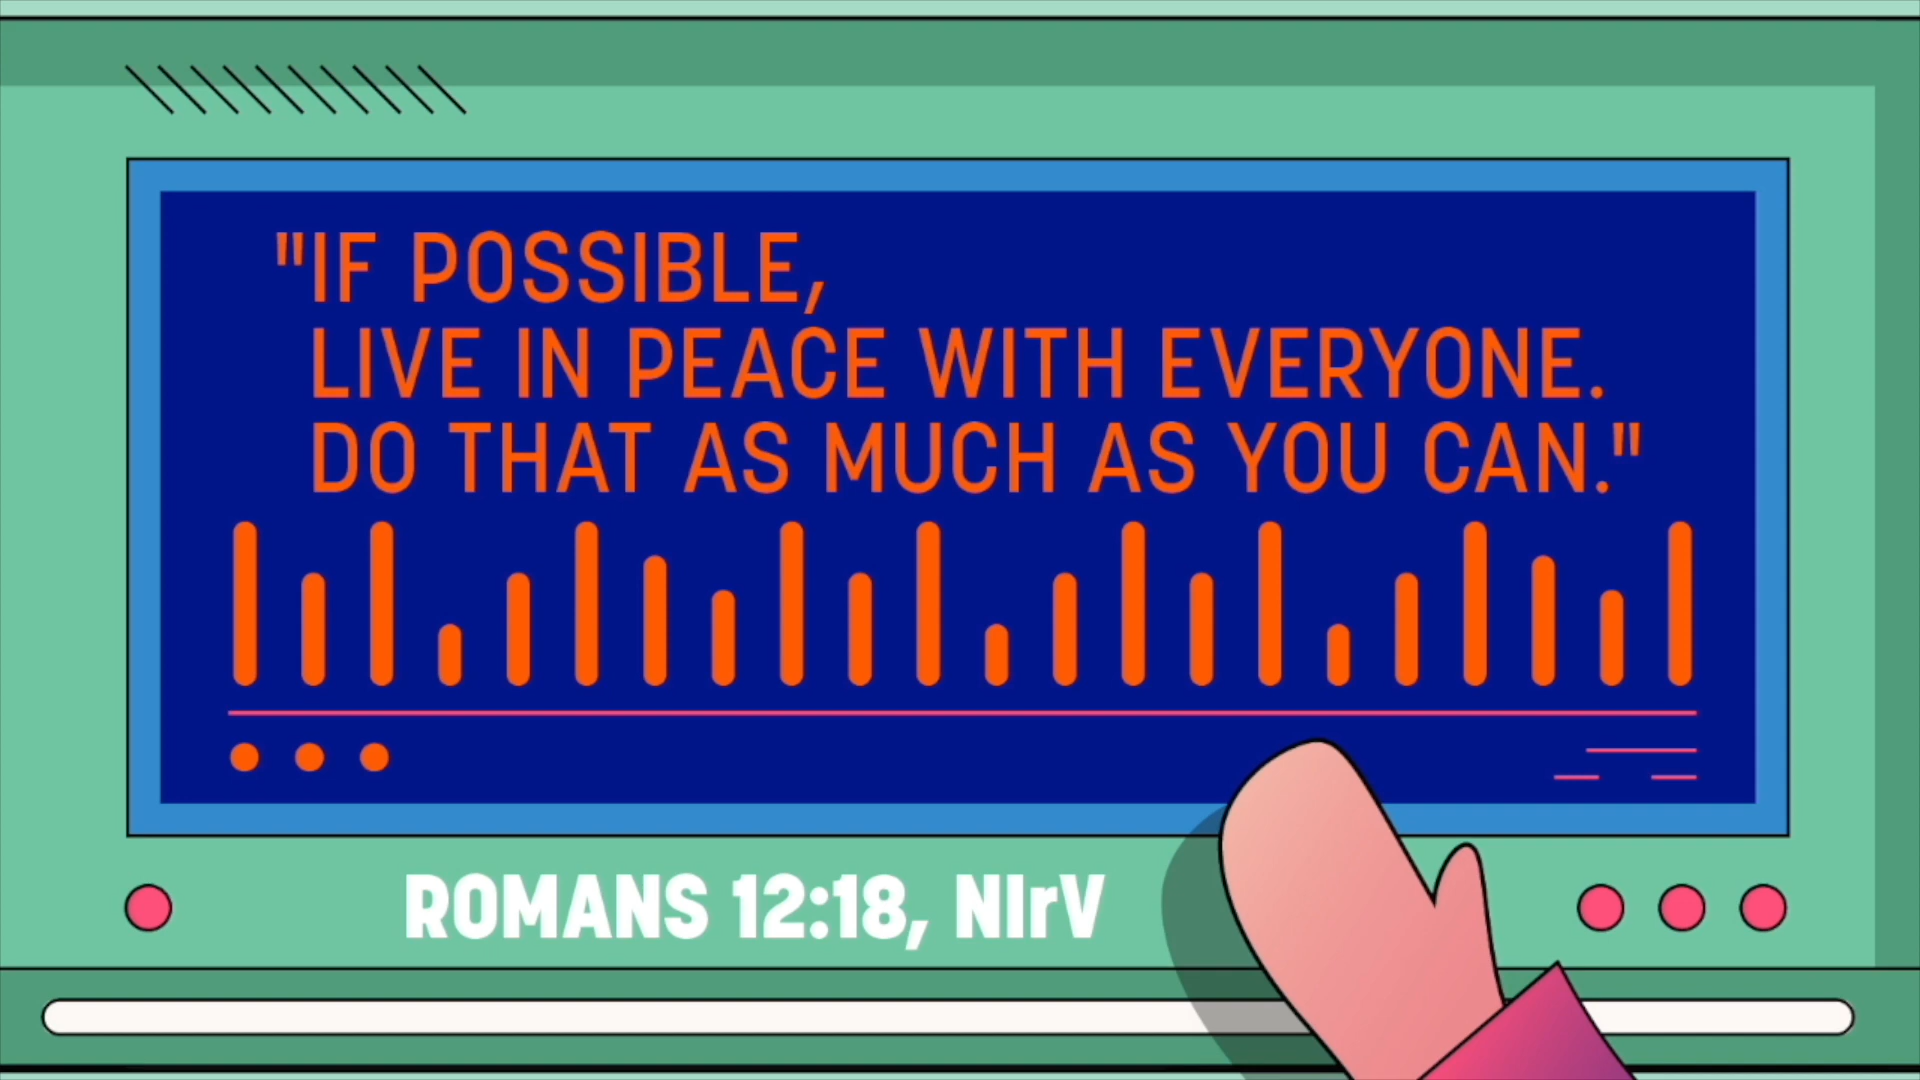 "IF POSSIBLE,
LIVE IN PEACE WITH EVERYONE.
DO THAT AS MUCH AS YOU CAN."
ROMANS 12:18, NIrV